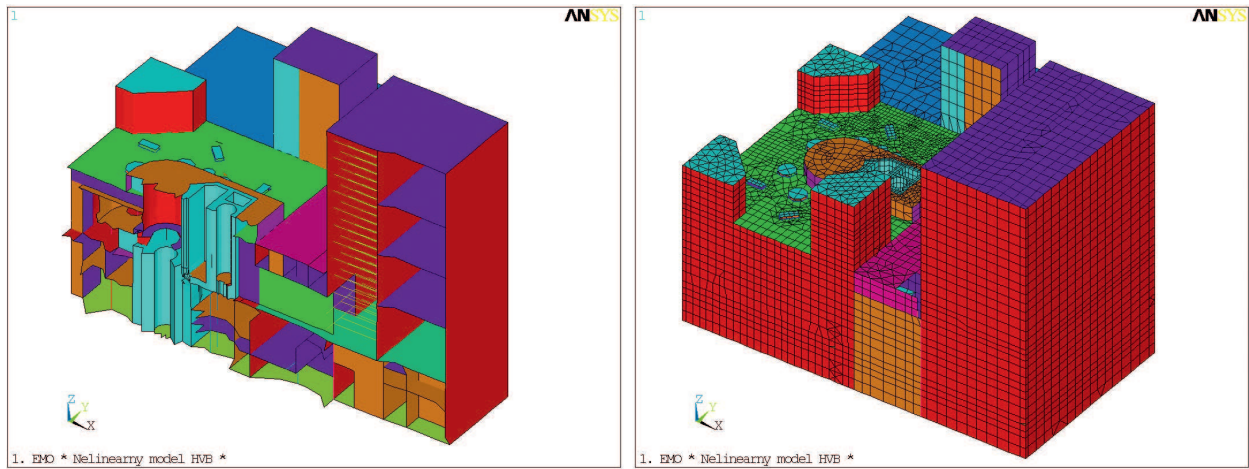 1
ANSYS
Z
Y
X
1. EMO * Nelinearny model HVB *
1
ANSYS
Z
Y
X
1. EMO * Nelinearny model HVB *